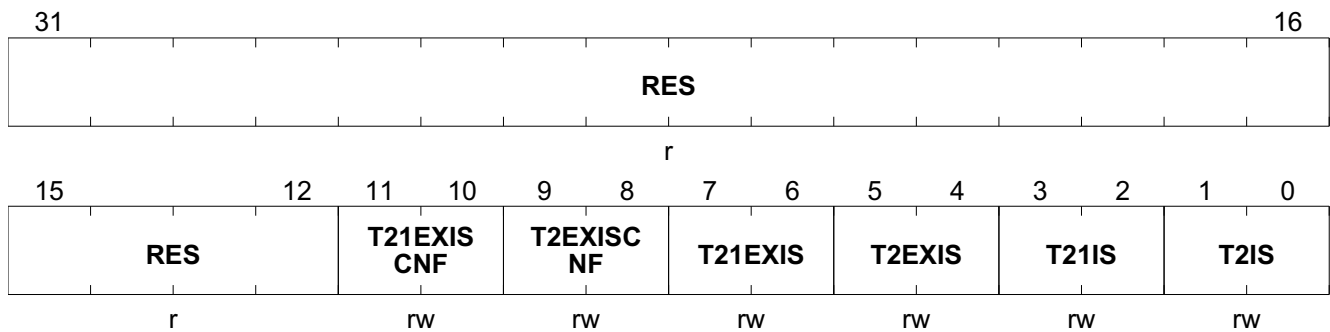 31 16
RES
r
15 12 11 10 9 8 7 6 5 4 3 2 1 0
RES T21EXIS CNF T2EXISC NF T21EXIS T2EXIS T21IS T2IS
r rw rw rw rw rw rw